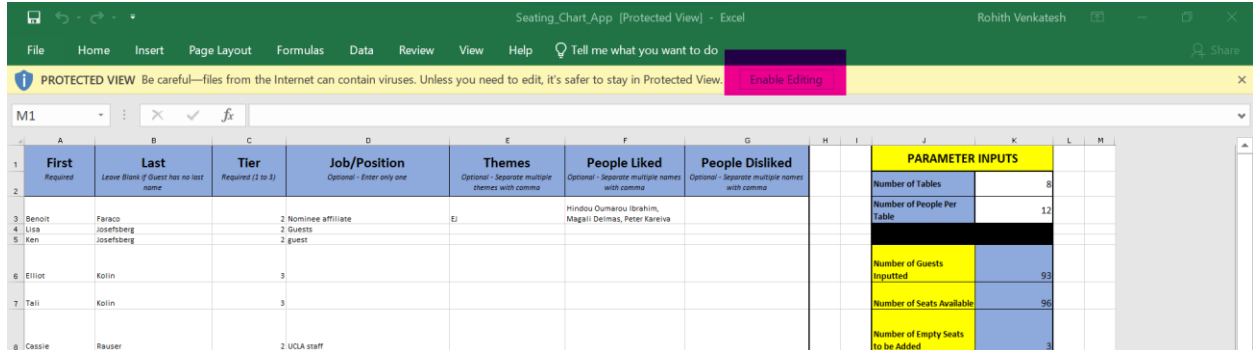 Seating_Chart_App [Protected View] - Excel
Rohith Venkatesh
File Home Insert Page Layout Formulas Data Review View Help Tell me what you want to do Share
PROTECTED VIEW Be careful—files from the Internet can contain viruses. Unless you need to edit, it's safer to stay in Protected View. Enable Editing
M1 fx
A B C D E F G H I J K L M
1 First Last Tier Job/Position Themes People Liked People Disliked PARAMETER INPUTS
Required Leave Blank if Guest has no last name Required (1 to 3) Optional - Enter only one Optional - Separate multiple themes with comma Optional - Separate multiple names with comma Optional - Separate multiple names with comma
2 Number of Tables 8
3 Benoit Faraco 2 Nominee affiliate EJ Hindou Oumarou Ibrahim, Magali Delmas, Peter Kareiva Number of People Per Table 12
4 Lisa Josefsberg 2 Guests
5 Ken Josefsberg 2 guest
6 Elliot Kolin 3 Number of Guests Inputted 93
7 Tali Kolin 3 Number of Seats Available 96
8 Cassie Rauser 2 UCLA staff Number of Empty Seats to be Added 3